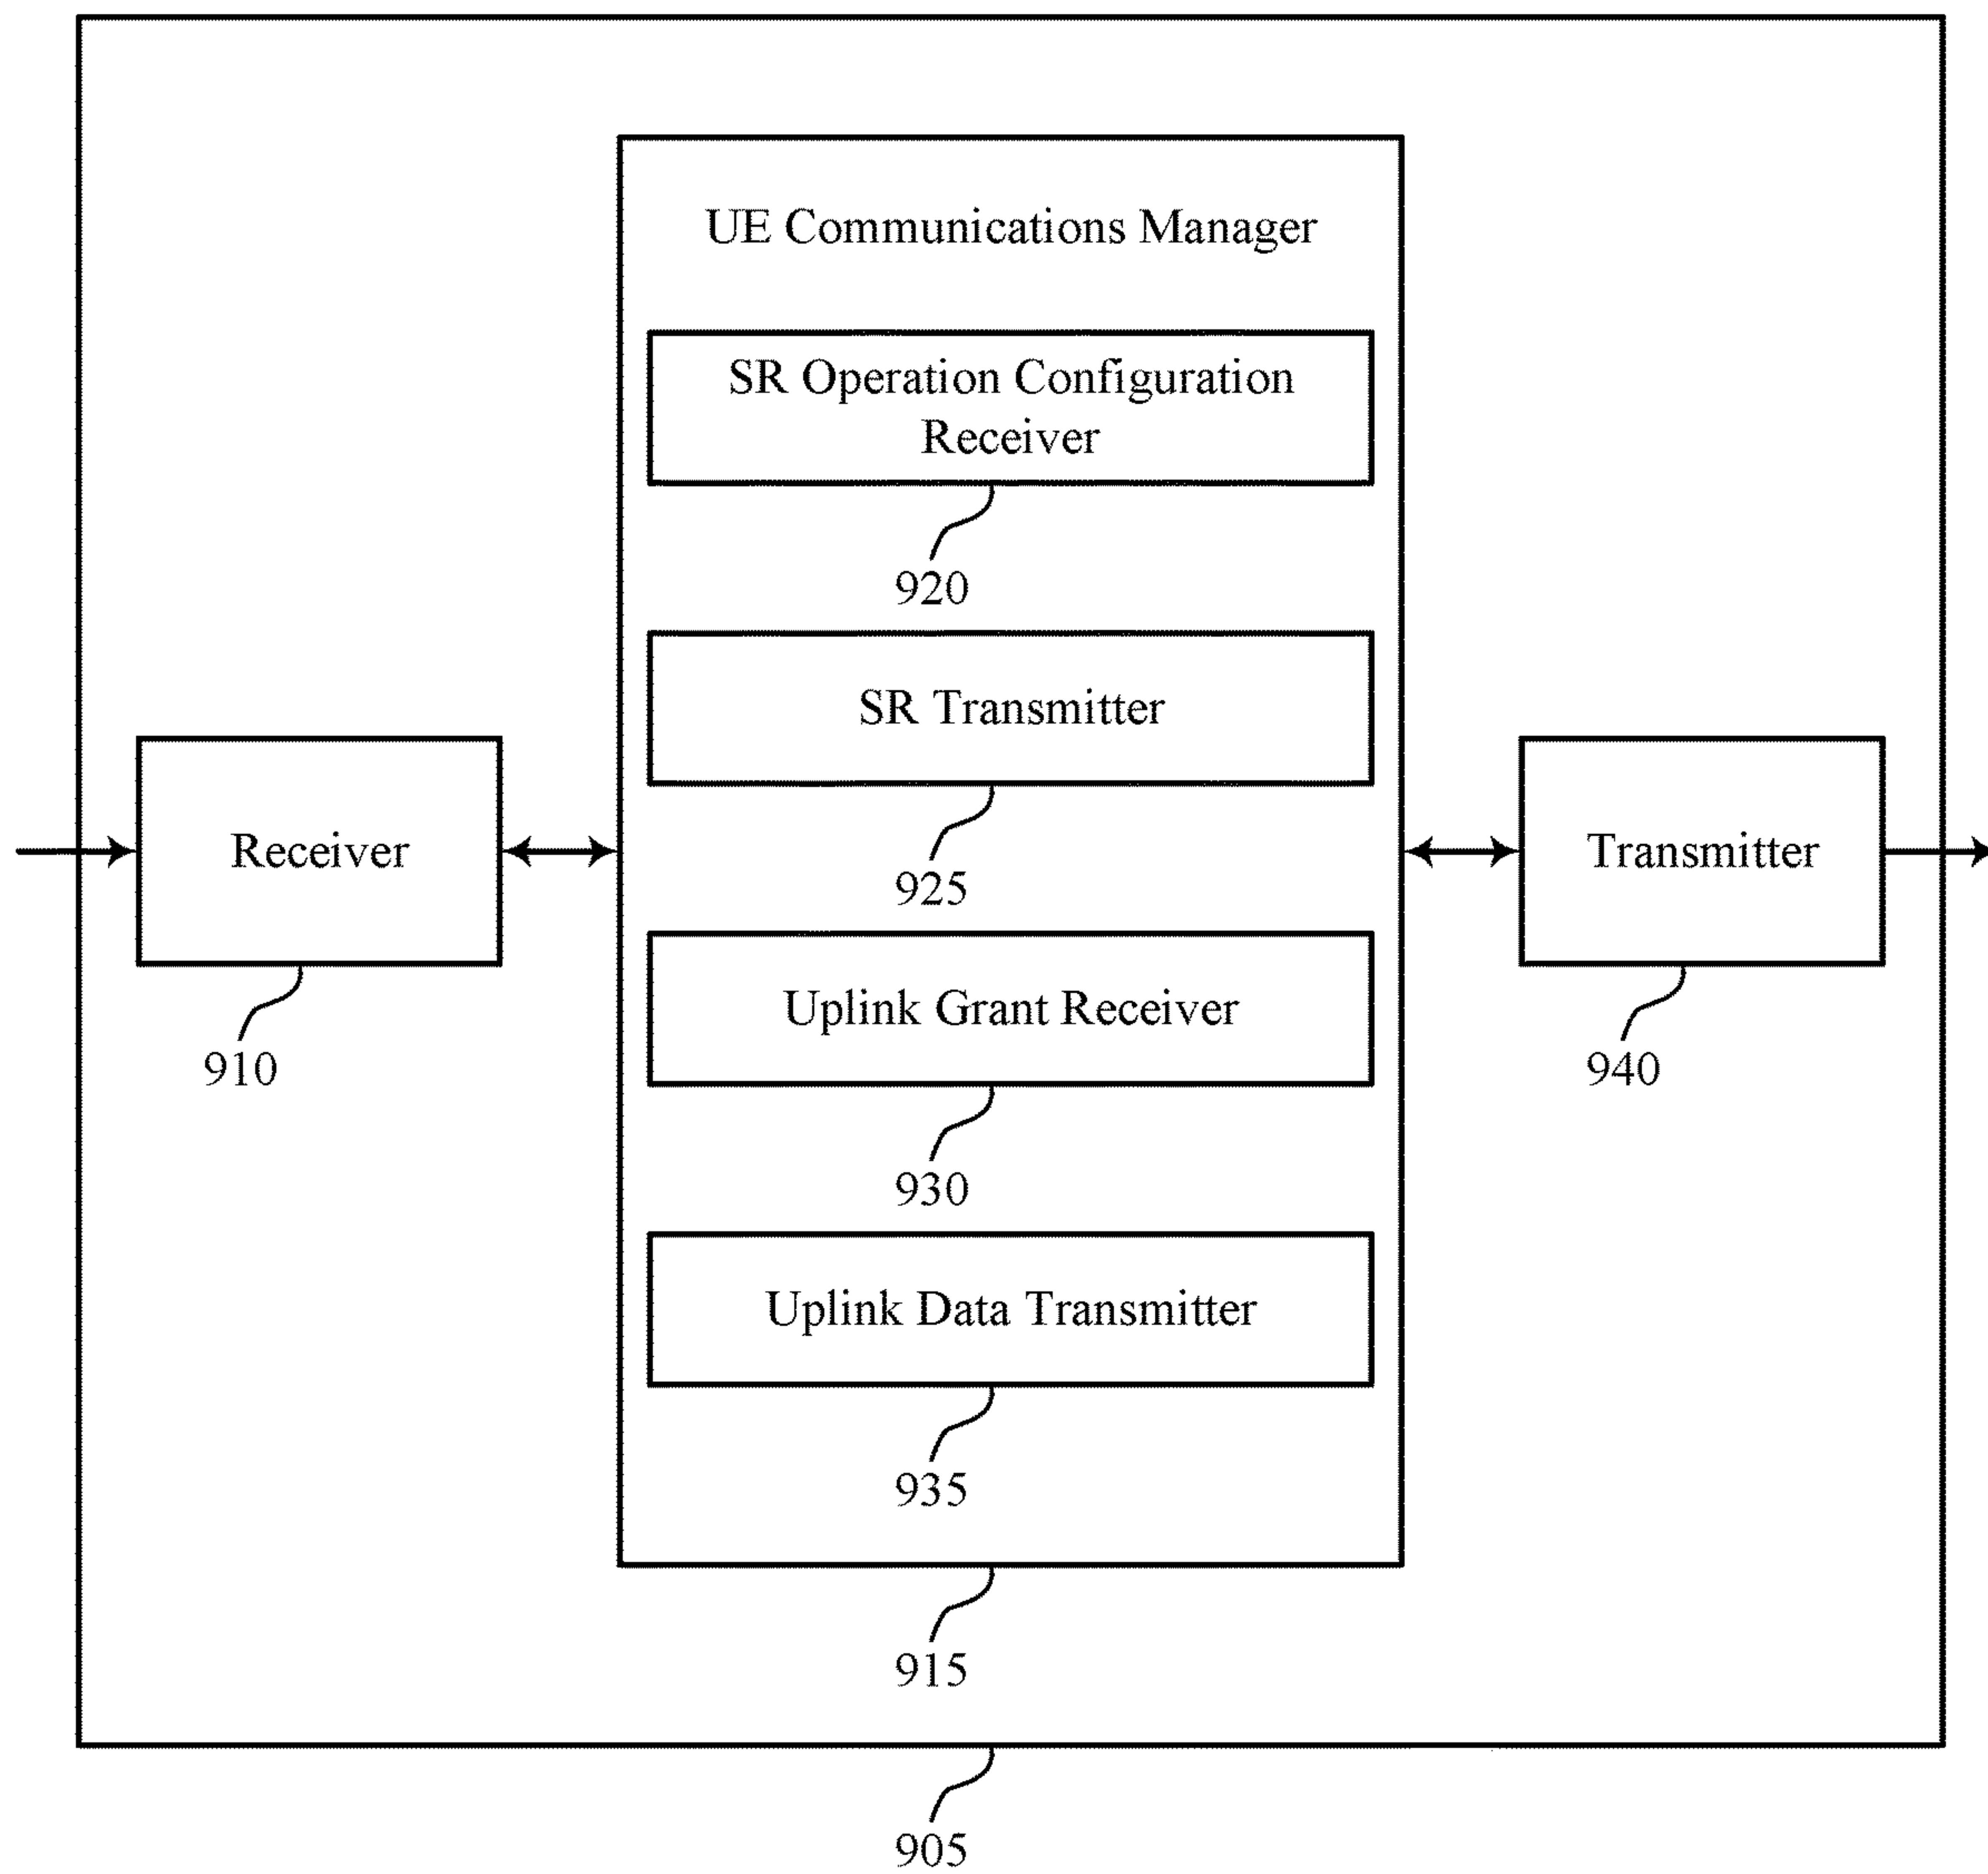 UE Communications Manager
SR Operation Configuration
Receiver
920
SR Transmitter
925
Receiver
910
Transmitter
940
Uplink Grant Receiver
930
Uplink Data Transmitter
935
915
905